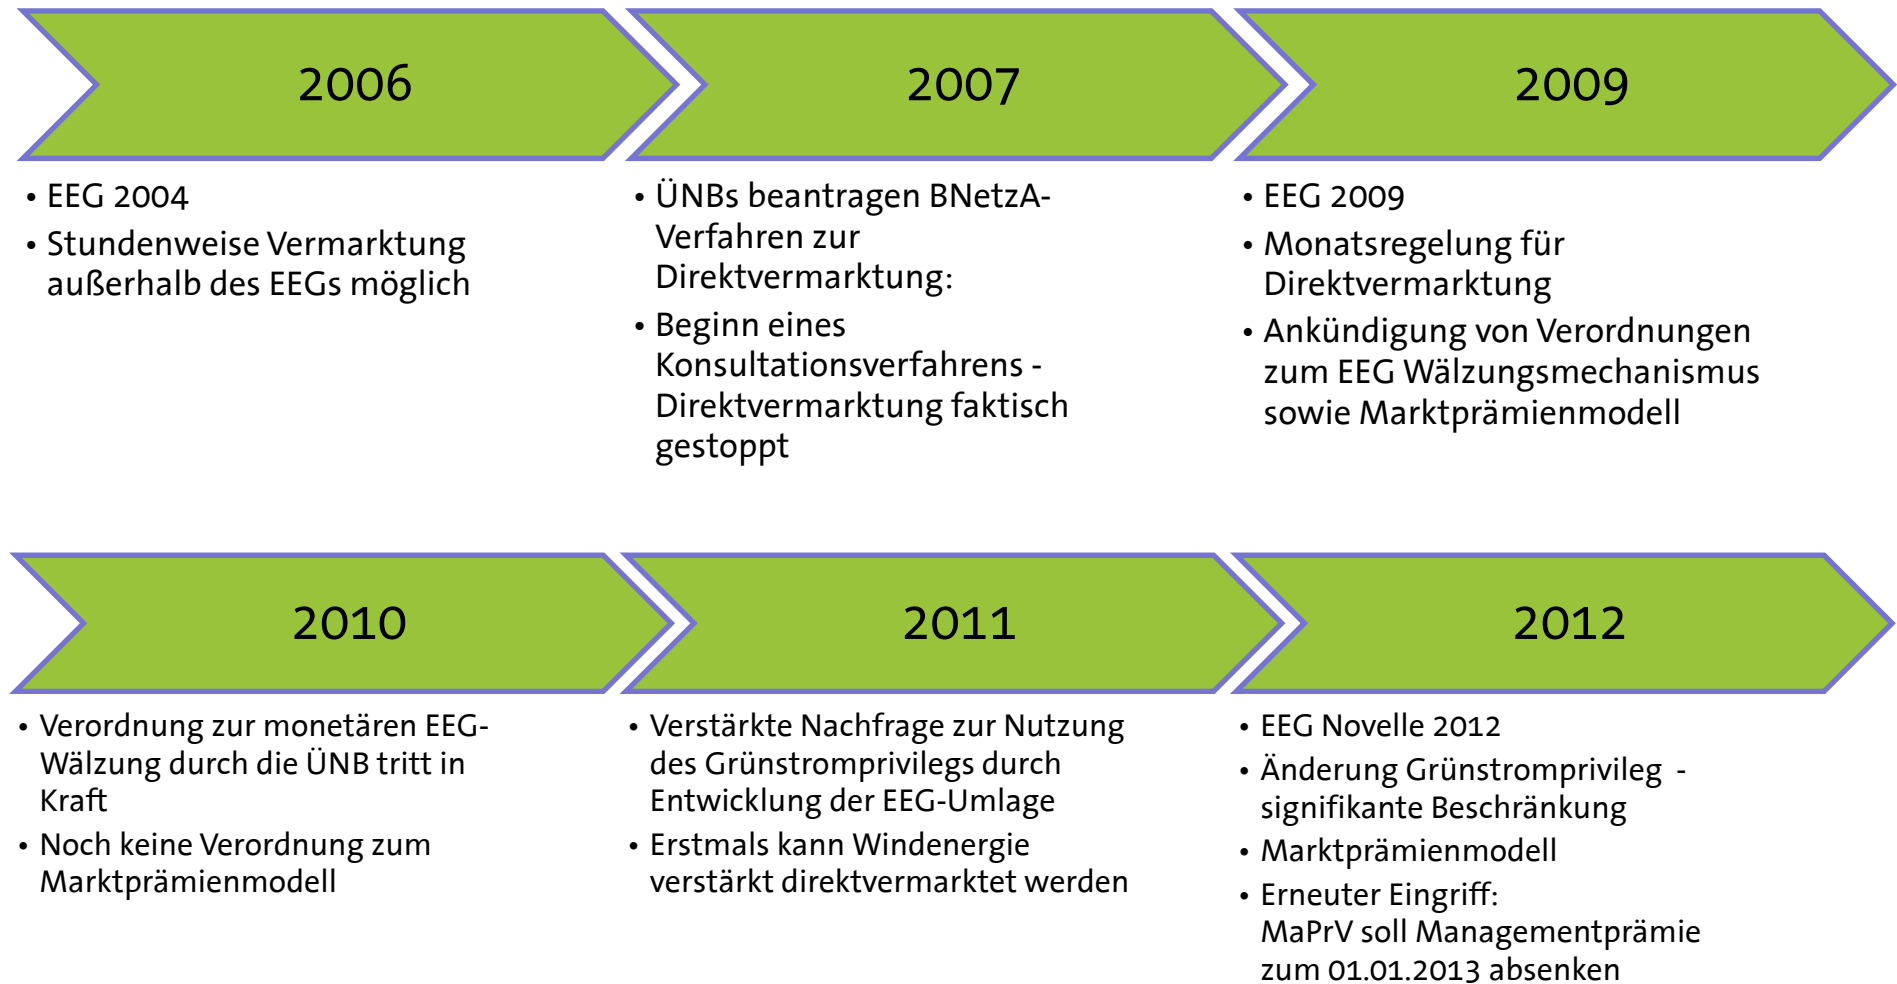 2006
• EEG 2004
• Stundenweise Vermarktung
außerhalb des EEGs möglich
2007
• ÜNBs beantragen BNetzA-
Verfahren zur
Direktvermarktung:
• Beginn eines
Konsultationsverfahrens -
Direktvermarktung faktisch
gestoppt
2009
• EEG 2009
• Monatsregelung für
Direktvermarktung
• Ankündigung von Verordnungen
zum EEG Wälzungsmechanismus
sowie Marktprämienmodell
2010
• Verordnung zur monetären EEG-
Wälzung durch die ÜNB tritt in
Kraft
• Noch keine Verordnung zum
Marktprämienmodell
2011
• Verstärkte Nachfrage zur Nutzung
des Grünstromprivilegs durch
Entwicklung der EEG-Umlage
• Erstmals kann Windenergie
verstärkt direktvermarktet werden
2012
• EEG Novelle 2012
• Änderung Grünstromprivileg -
signifikante Beschränkung
• Marktprämienmodell
• Erneuter Eingriff:
MaPrV soll Managementprämie
zum 01.01.2013 absenken